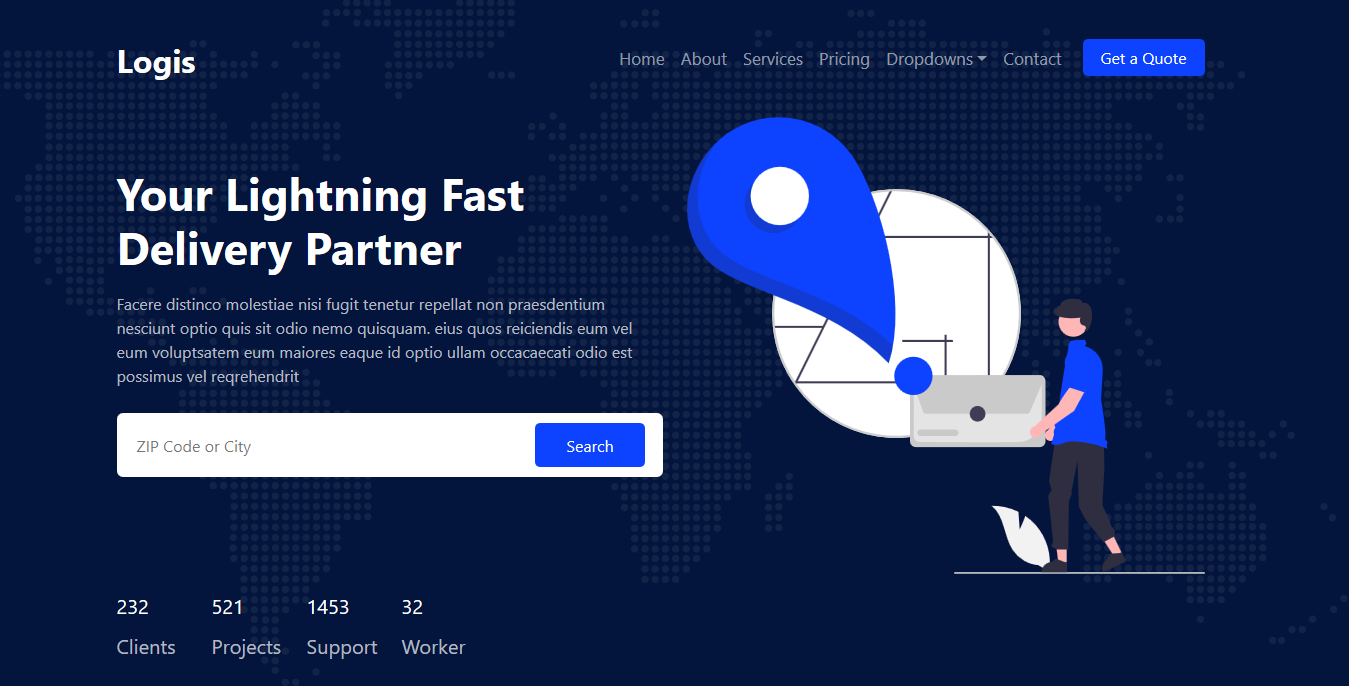 Logis
Home About Services Pricing Dropdowns Contact Get a Quote
Your Lightning Fast
Delivery Partner
Facere distinco molestiae nisi fugit tenetur repellat non praesdentium
nesciunt optio quis sit odio nemo quisquam. eius quos reiciendis eum vel
eum voluptsatem eum maiores eaque id optio ullam occacaecati odio est
possimus vel reqrehendrit
ZIP Code or City Search
232 521 1453 32
Clients Projects Support Worker